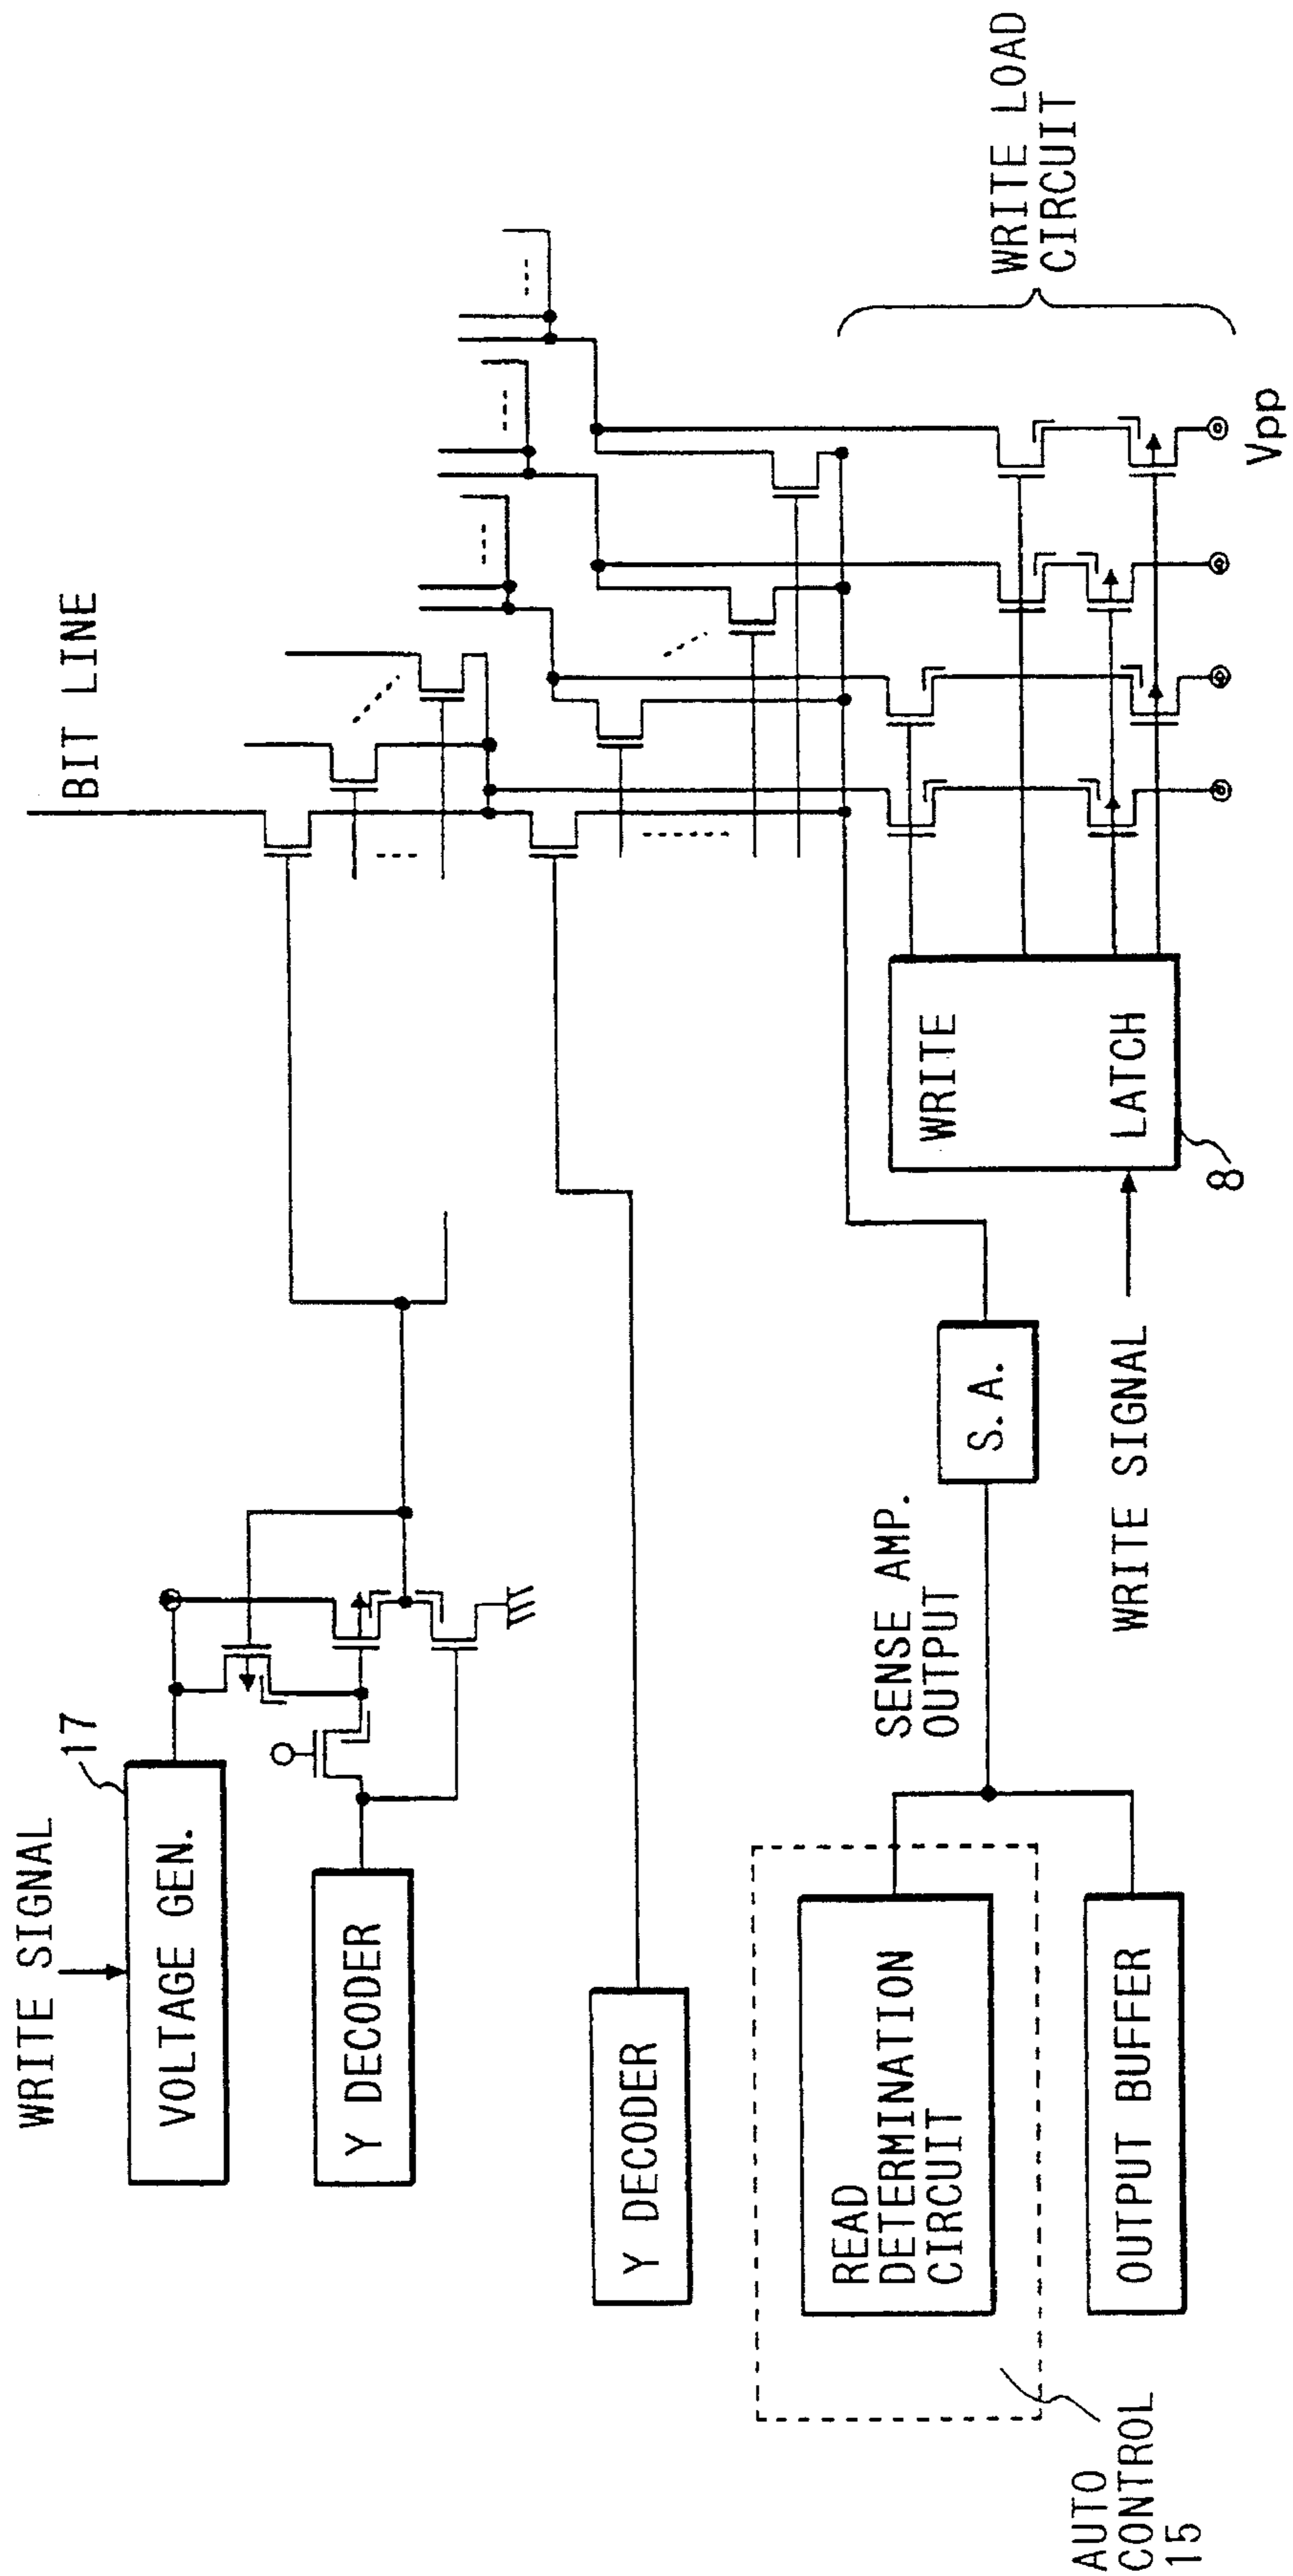 WRITE SIGNAL
17
VOLTAGE GEN.
Y DECODER
Y DECODER
BIT LINE
WRITE LOAD
CIRCUIT
Vpp
WRITE
LATCH
8
WRITE SIGNAL
S. A.
SENSE AMP.
OUTPUT
READ
DETERMINATION
CIRCUIT
OUTPUT BUFFER
AUTO
CONTROL
15